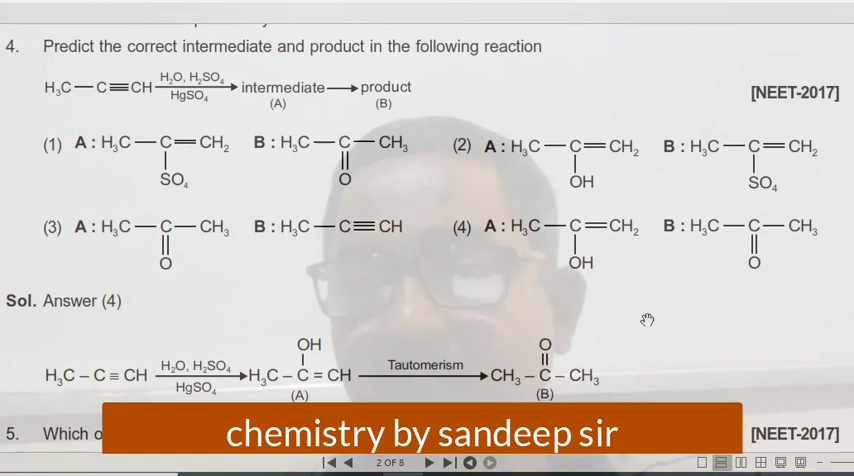 4. Predict the correct intermediate and product in the following reaction
H₃C—C≡CH H₂O, H₂SO₄ HgSO₄ intermediate product
(A) (B)
[NEET-2017]
(1) A : H₃C—C=CH₂ B : H₃C—C—CH₃ (2) A : H₃C—C=CH₂ B : H₃C—C=CH₂
SO₄ O OH SO₄
(3) A : H₃C—C—CH₃ B : H₃C—C≡CH (4) A : H₃C—C=CH₂ B : H₃C—C—CH₃
O OH O
Sol. Answer (4)
OH O
H₃C – C ≡ CH H₂O, H₂SO₄ HgSO₄ H₃C – C = CH Tautomerism CH₃ – C – CH₃
(A) (B)
5. Which o [NEET-2017]
chemistry by sandeep sir
2 OF 8